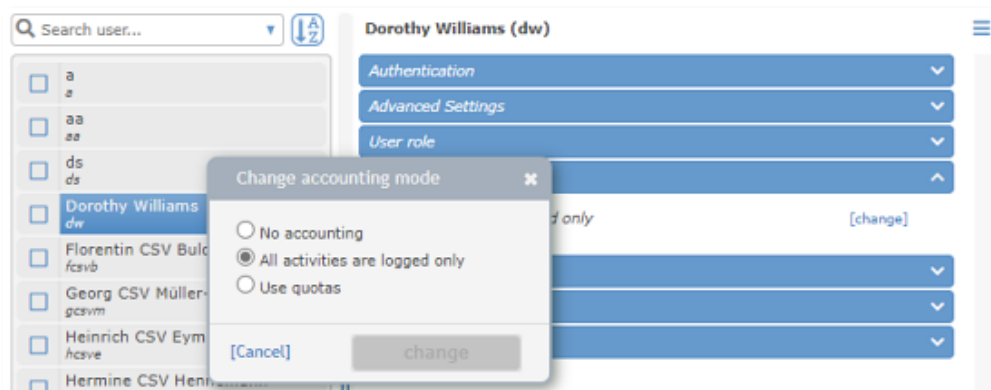 Search user...
Dorothy Williams (dw)
a
a
aa
aa
ds
ds
Dorothy Williams
dw
Florentin CSV
fcsvb
Georg CSV Müller-
gcsvm
Heinrich CSV Eym
hcsve
Hermine CSV
Authentication
Advanced Settings
User role
only
[change]
Change accounting mode
No accounting
All activities are logged only
Use quotas
[Cancel]
change